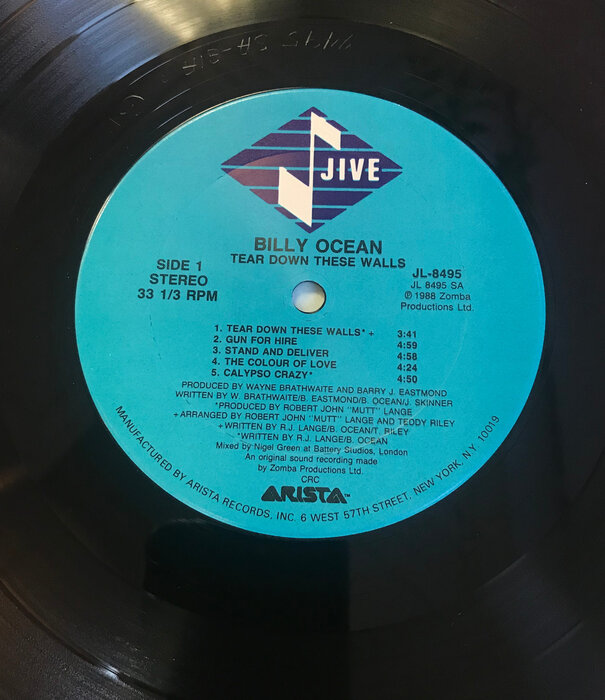 JIVE
BILLY OCEAN
TEAR DOWN THESE WALLS
SIDE 1
STEREO
33 1/3 RPM
JL-8495
JL 8495 SA
℗ 1988 Zomba
Productions Ltd.
1. TEAR DOWN THESE WALLS* + 3:41
2. GUN FOR HIRE 4:59
3. STAND AND DELIVER 4:58
4. THE COLOUR OF LOVE 4:24
5. CALYPSO CRAZY* 4:50
PRODUCED BY WAYNE BRATHWAITE AND BARRY J. EASTMOND
WRITTEN BY W. BRATHWAITE/B. EASTMOND/B. OCEAN/J. SKINNER
*PRODUCED BY ROBERT JOHN "MUTT" LANGE
+ARRANGED BY ROBERT JOHN "MUTT" LANGE AND TEDDY RILEY
+WRITTEN BY R.J. LANGE/B. OCEAN/T. RILEY
*WRITTEN BY R.J. LANGE/B. OCEAN
Mixed by Nigel Green at Battery Studios, London
An original sound recording made
by Zomba Productions Ltd.
CRC
ARISTA™
MANUFACTURED BY ARISTA RECORDS, INC. 6 WEST 57TH STREET, NEW YORK, N.Y. 10019